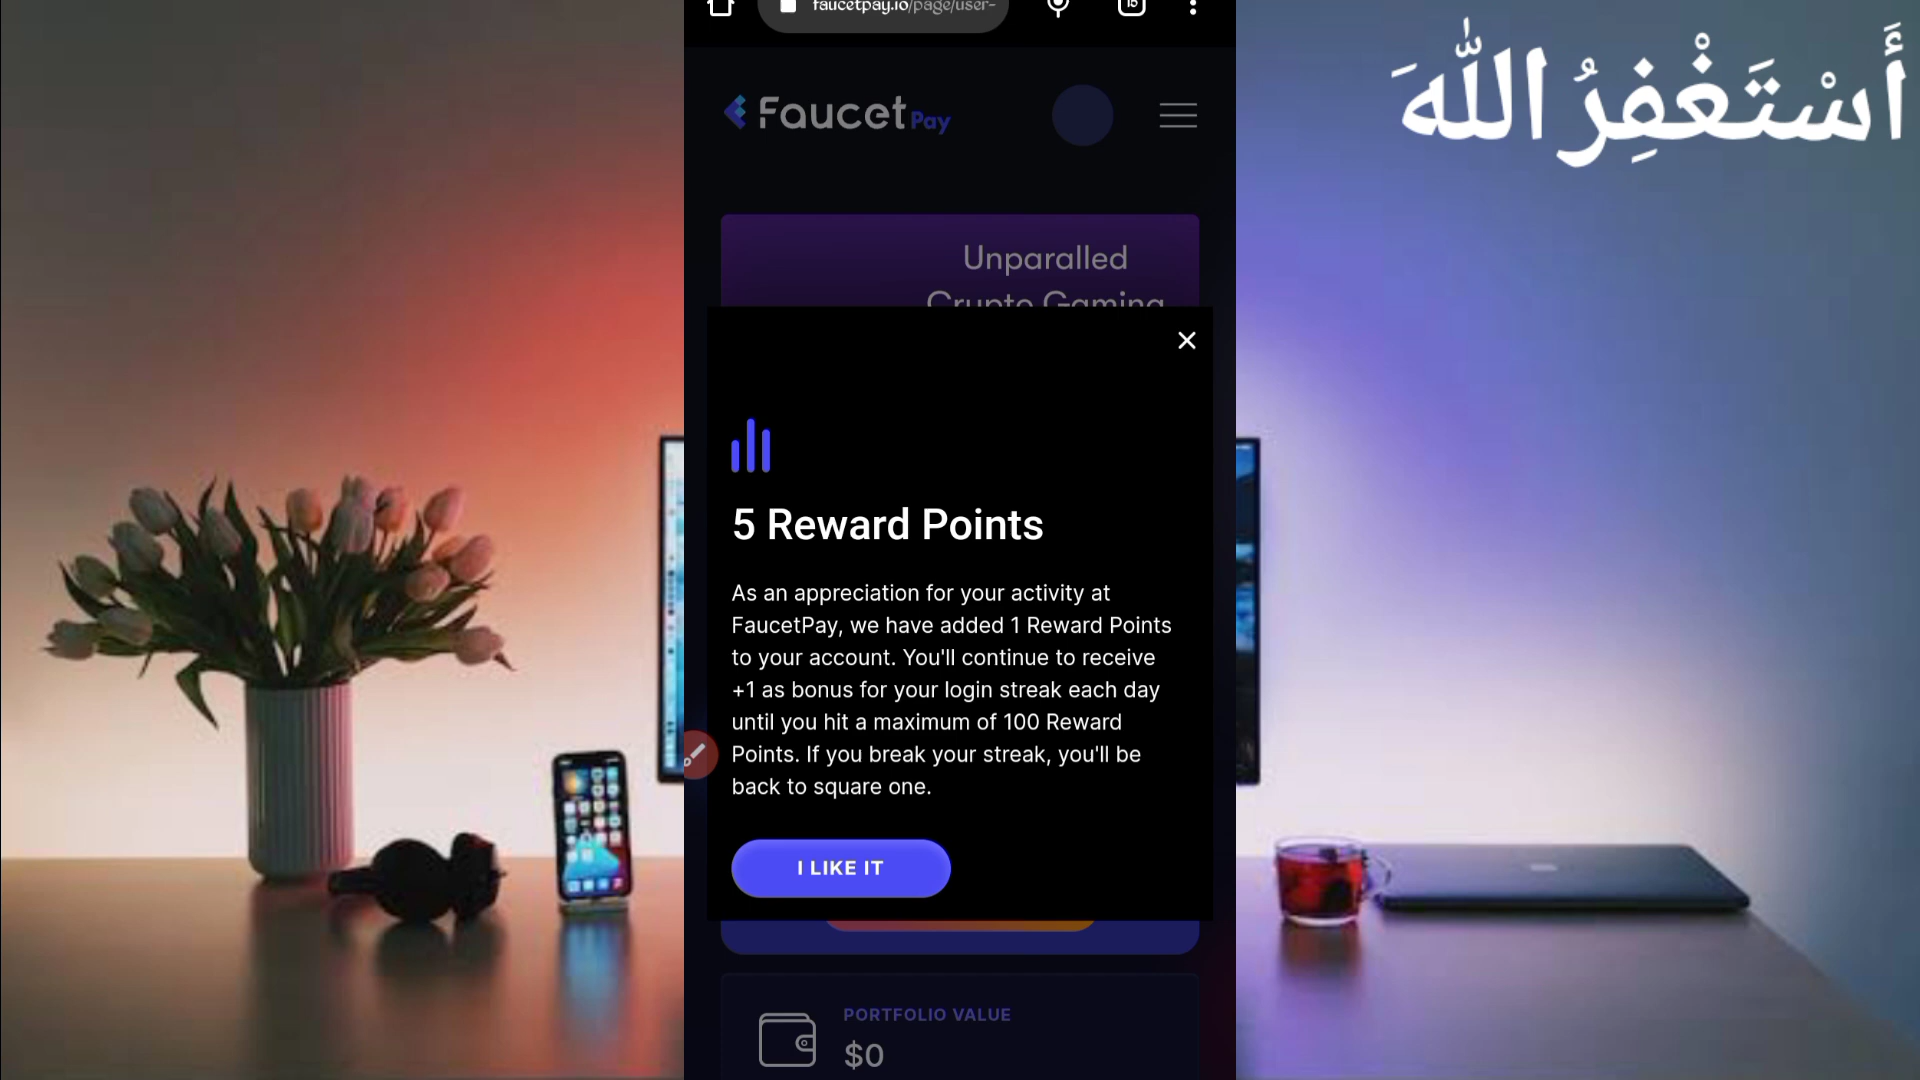 faucetpay.io/page/user-
15
Faucet Pay
أَسْتَغْفِرُ اللَّهَ
Unparalled
Crypto Gaming
5 Reward Points
As an appreciation for your activity at
FaucetPay, we have added 1 Reward Points
to your account. You'll continue to receive
+1 as bonus for your login streak each day
until you hit a maximum of 100 Reward
Points. If you break your streak, you'll be
back to square one.
I LIKE IT
PORTFOLIO VALUE
$0